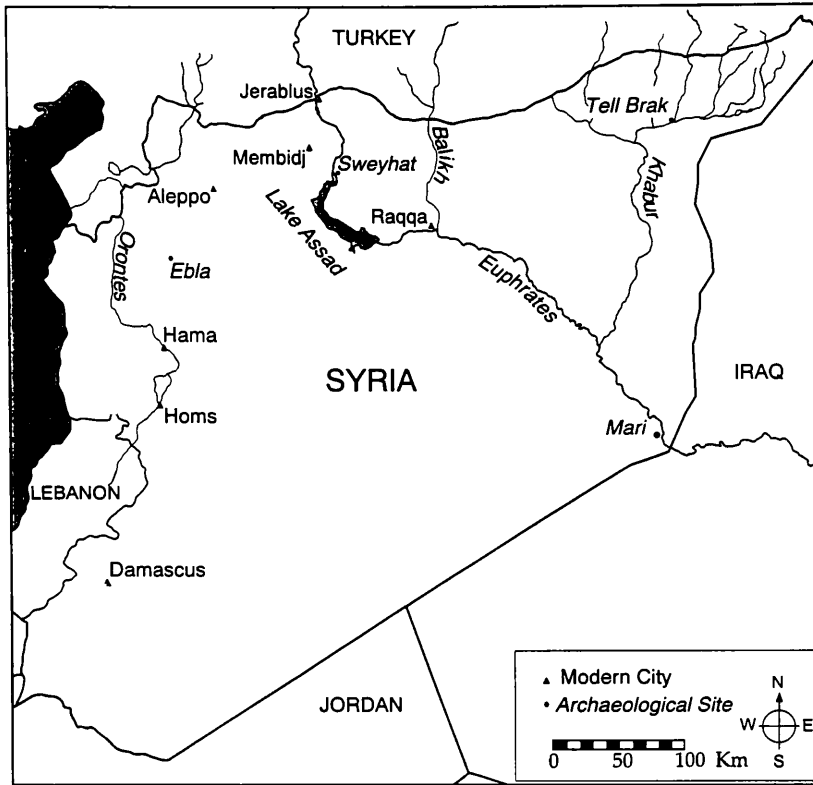 TURKEY
Jerablus
Tell Brak
Membidj
Sweyhat
Balikh
Khabur
Aleppo
Lake Assad
Raqqa
Orontes
Ebla
Euphrates
Hama
SYRIA
IRAQ
Homs
Mari
LEBANON
Damascus
JORDAN
Modern City
Archaeological Site
N
W E
S
0 50 100 Km